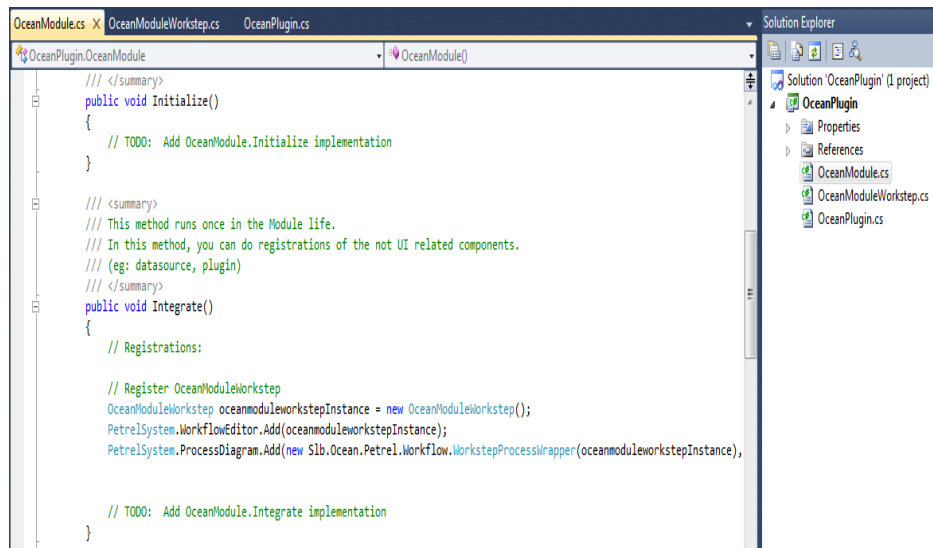 OceanModule.cs X OceanModuleWorkstep.cs OceanPlugin.cs
OceanPlugin.OceanModule OceanModule()
/// </summary>
public void Initialize()
{
// TODO:  Add OceanModule.Initialize implementation
}
/// <summary>
/// This method runs once in the Module life.
/// In this method, you can do registrations of the not UI related components.
/// (eg: datasource, plugin)
/// </summary>
public void Integrate()
{
// Registrations:
// Register OceanModuleWorkstep
OceanModuleWorkstep oceanmoduleworkstepInstance = new OceanModuleWorkstep();
PetrelSystem.WorkflowEditor.Add(oceanmoduleworkstepInstance);
PetrelSystem.ProcessDiagram.Add(new Slb.Ocean.Petrel.Workflow.WorkstepProcessWrapper(oceanmoduleworkstepInstance),
// TODO:  Add OceanModule.Integrate implementation
}
Solution Explorer
Solution 'OceanPlugin' (1 project)
OceanPlugin
Properties
References
OceanModule.cs
OceanModuleWorkstep.cs
OceanPlugin.cs